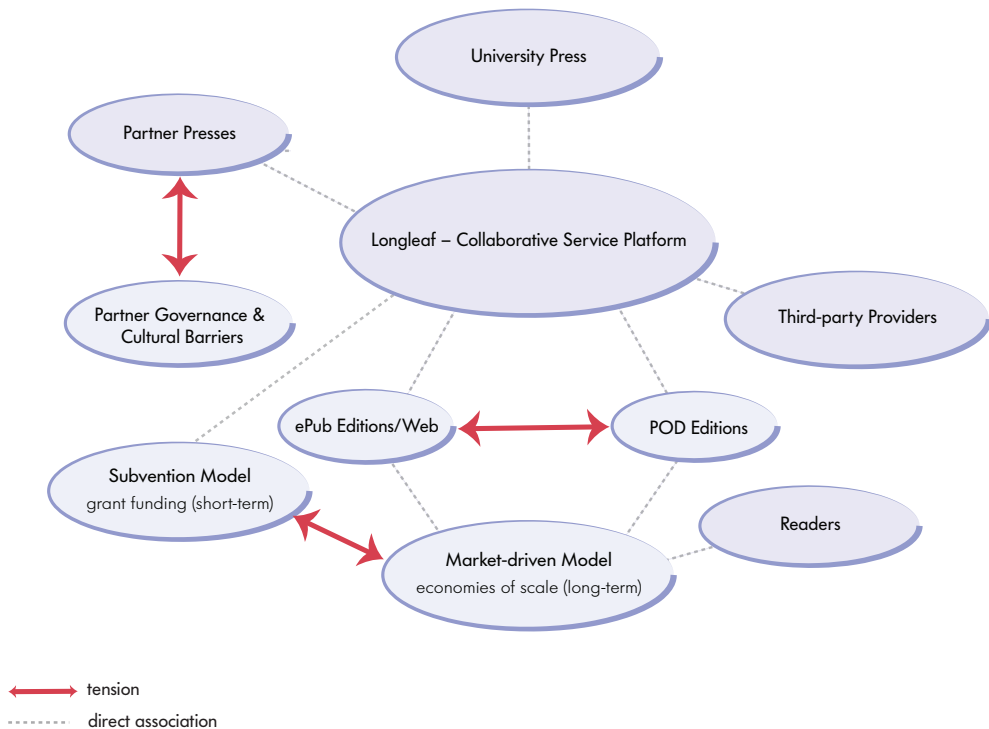 University Press
Partner Presses
Longleaf – Collaborative Service Platform
Partner Governance &
Cultural Barriers
Third-party Providers
ePub Editions/Web
POD Editions
Subvention Model
grant funding (short-term)
Readers
Market-driven Model
economies of scale (long-term)
tension
direct association